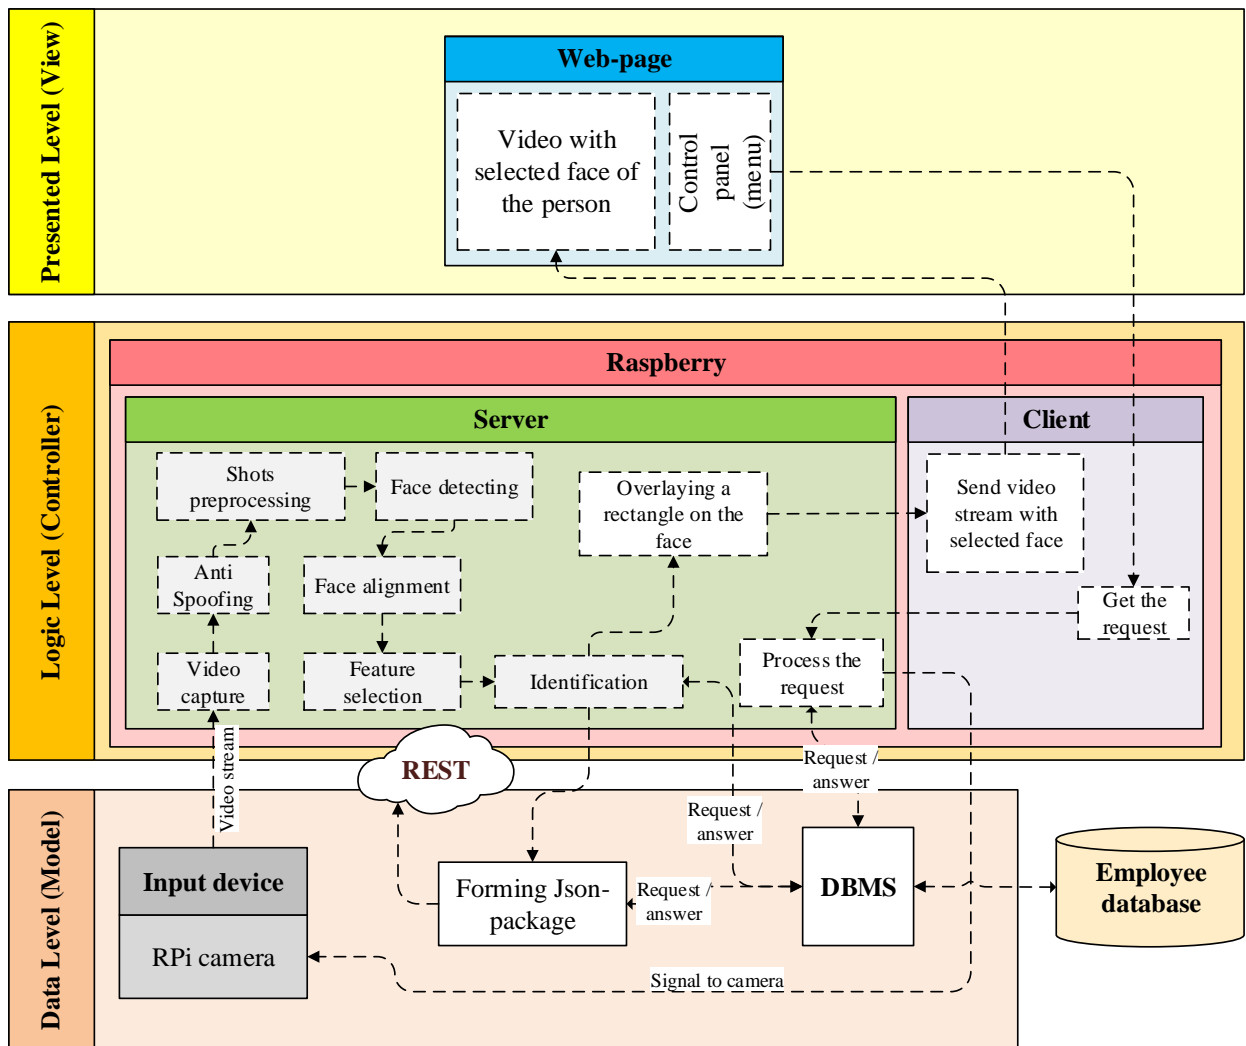 Presented Level (View)
Web-page
Video with
selected face of
the person
Control
panel
(menu)
Logic Level (Controller)
Raspberry
Server
Client
Shots
preprocessing
Face detecting
Overlaying a
rectangle on the
face
Send video
stream with
selected face
Anti
Spoofing
Face alignment
Get the
request
Video
capture
Feature
selection
Identification
Process the
request
Video stream
REST
Request /
answer
Request /
answer
Data Level (Model)
Input device
RPi camera
Forming Json-
package
Request /
answer
DBMS
Employee
database
Signal to camera